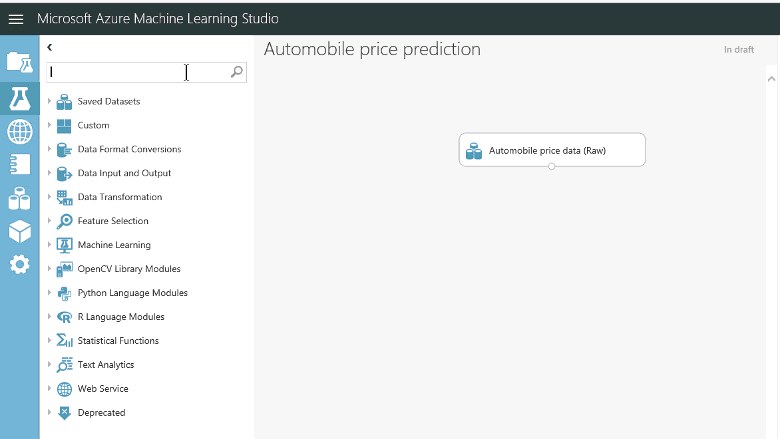 Microsoft Azure Machine Learning Studio
Automobile price prediction
In draft
Saved Datasets
Custom
Data Format Conversions
Data Input and Output
Data Transformation
Feature Selection
Machine Learning
OpenCV Library Modules
Python Language Modules
R Language Modules
Statistical Functions
Text Analytics
Web Service
Deprecated
Automobile price data (Raw)